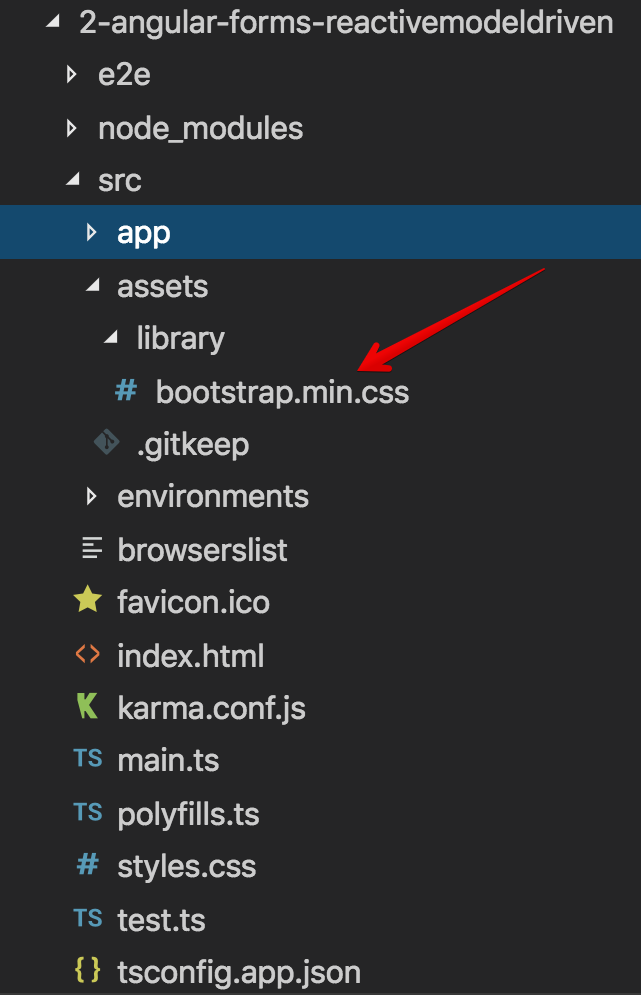 2-angular-forms-reactivemodeldriven
e2e
node_modules
src
app
assets
library
# bootstrap.min.css
.gitkeep
environments
browserslist
favicon.ico
<> index.html
karma.conf.js
TS main.ts
TS polyfills.ts
# styles.css
TS test.ts
{ } tsconfig.app.json